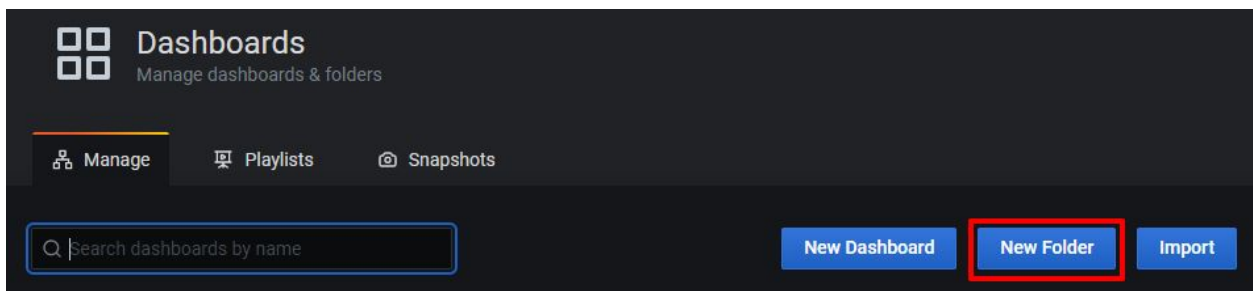 Dashboards
Manage dashboards & folders
Manage Playlists Snapshots
Search dashboards by name New Dashboard New Folder Import